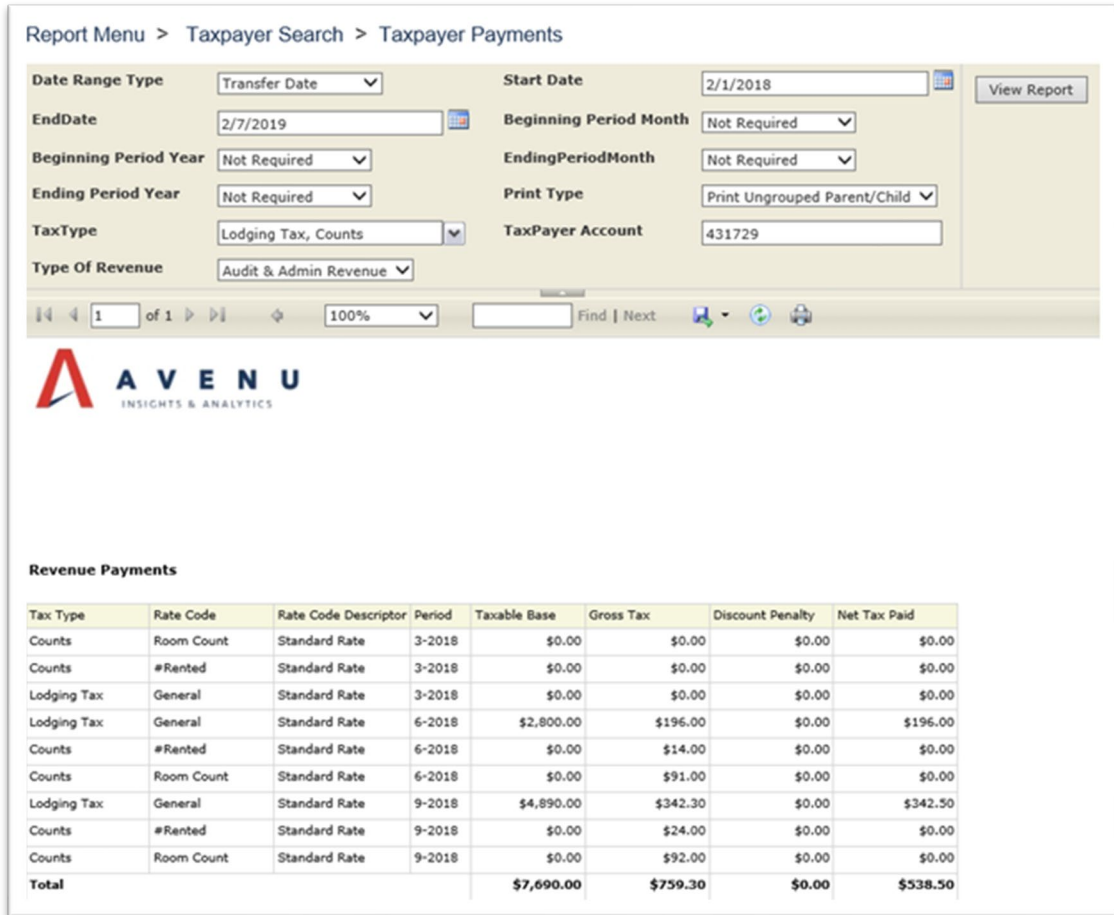 Report Menu > Taxpayer Search > Taxpayer Payments
Date Range Type Transfer Date Start Date 2/1/2018 View Report
EndDate 2/7/2019 Beginning Period Month Not Required
Beginning Period Year Not Required EndingPeriodMonth Not Required
Ending Period Year Not Required Print Type Print Ungrouped Parent/Child
TaxType Lodging Tax, Counts TaxPayer Account 431729
Type Of Revenue Audit & Admin Revenue
1 of 1 100% Find | Next
AVENU
INSIGHTS & ANALYTICS
Revenue Payments
Tax Type Rate Code Rate Code Descriptor Period Taxable Base Gross Tax Discount Penalty Net Tax Paid
Counts Room Count Standard Rate 3-2018 $0.00 $0.00 $0.00 $0.00
Counts #Rented Standard Rate 3-2018 $0.00 $0.00 $0.00 $0.00
Lodging Tax General Standard Rate 3-2018 $0.00 $0.00 $0.00 $0.00
Lodging Tax General Standard Rate 6-2018 $2,800.00 $196.00 $0.00 $196.00
Counts #Rented Standard Rate 6-2018 $0.00 $14.00 $0.00 $0.00
Counts Room Count Standard Rate 6-2018 $0.00 $91.00 $0.00 $0.00
Lodging Tax General Standard Rate 9-2018 $4,890.00 $342.30 $0.00 $342.50
Counts #Rented Standard Rate 9-2018 $0.00 $24.00 $0.00 $0.00
Counts Room Count Standard Rate 9-2018 $0.00 $92.00 $0.00 $0.00
Total $7,690.00 $759.30 $0.00 $538.50